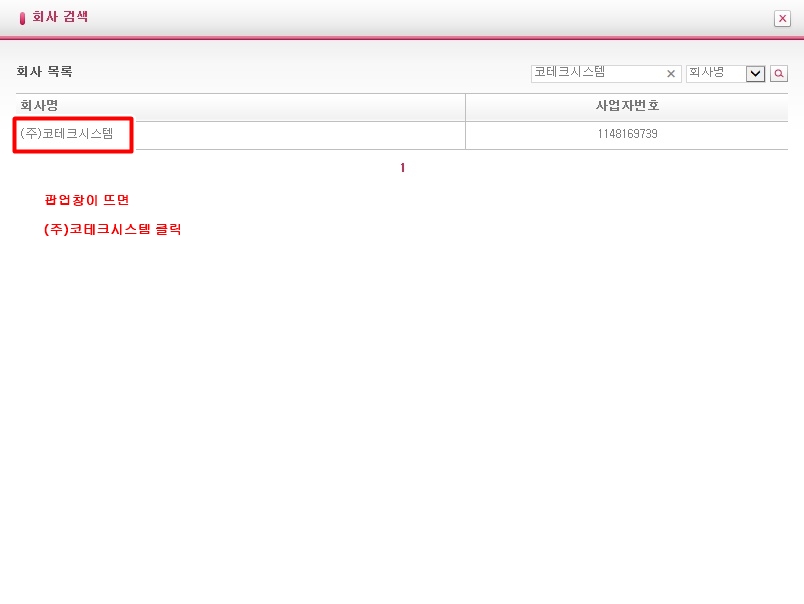 회사 검색
회사 목록
코테크시스템
회사명
회사명
사업자번호
(주)코테크시스템
1148169739
1
팝업창이 뜨면
(주)코테크시스템 클릭